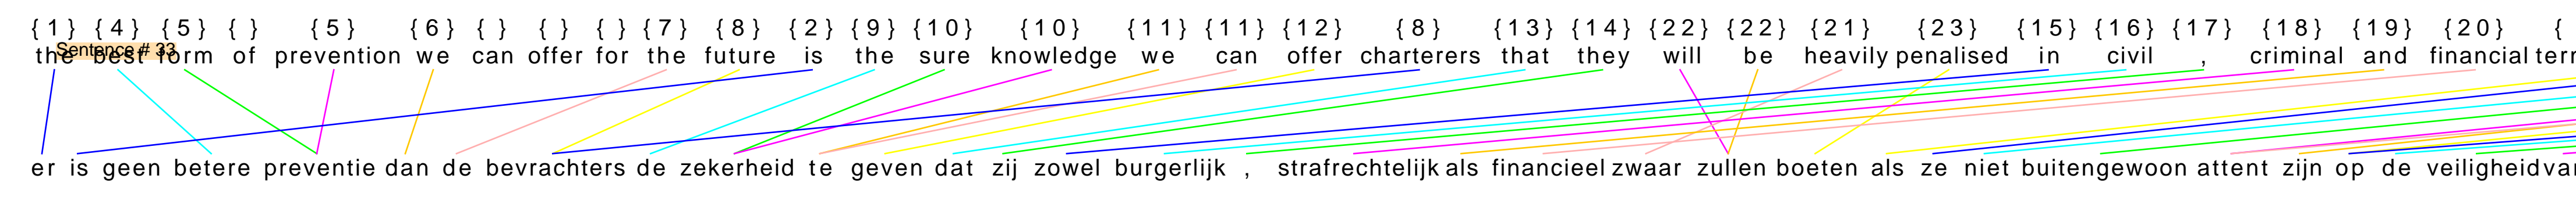 {1} {4} {5} { } {5} {6} { } { } { } {7} {8} {2} {9} {10} {10} {11} {11} {12} {8} {13} {14} {22} {22} {21} {23} {15} {16} {17} {18} {19} {20} {
Sentence # 33
the best form of prevention we can offer for the future is the sure knowledge we can offer charterers that they will be heavily penalised in civil , criminal and financial terr
er is geen betere preventie dan de bevrachters de zekerheid te geven dat zij zowel burgerlijk , strafrechtelijk als financieel zwaar zullen boeten als ze niet buitengewoon attent zijn op de veiligheid var